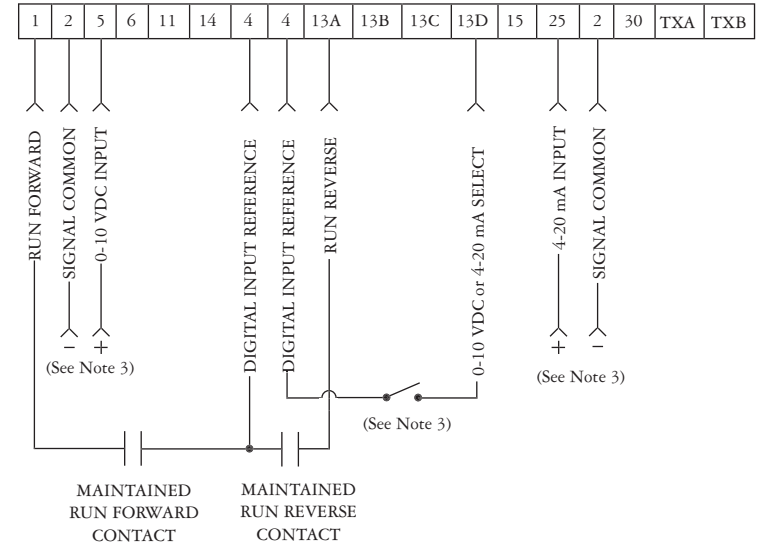 1 2 5 6 11 14 4 4 13A 13B 13C 13D 15 25 2 30 TXA TXB
RUN FORWARD
SIGNAL COMMON
0-10 VDC INPUT
DIGITAL INPUT REFERENCE
DIGITAL INPUT REFERENCE
RUN REVERSE
0-10 VDC or 4-20 mA SELECT
4-20 mA INPUT
SIGNAL COMMON
− +
(See Note 3)
+ −
(See Note 3)
(See Note 3)
MAINTAINED
RUN FORWARD
CONTACT
MAINTAINED
RUN REVERSE
CONTACT